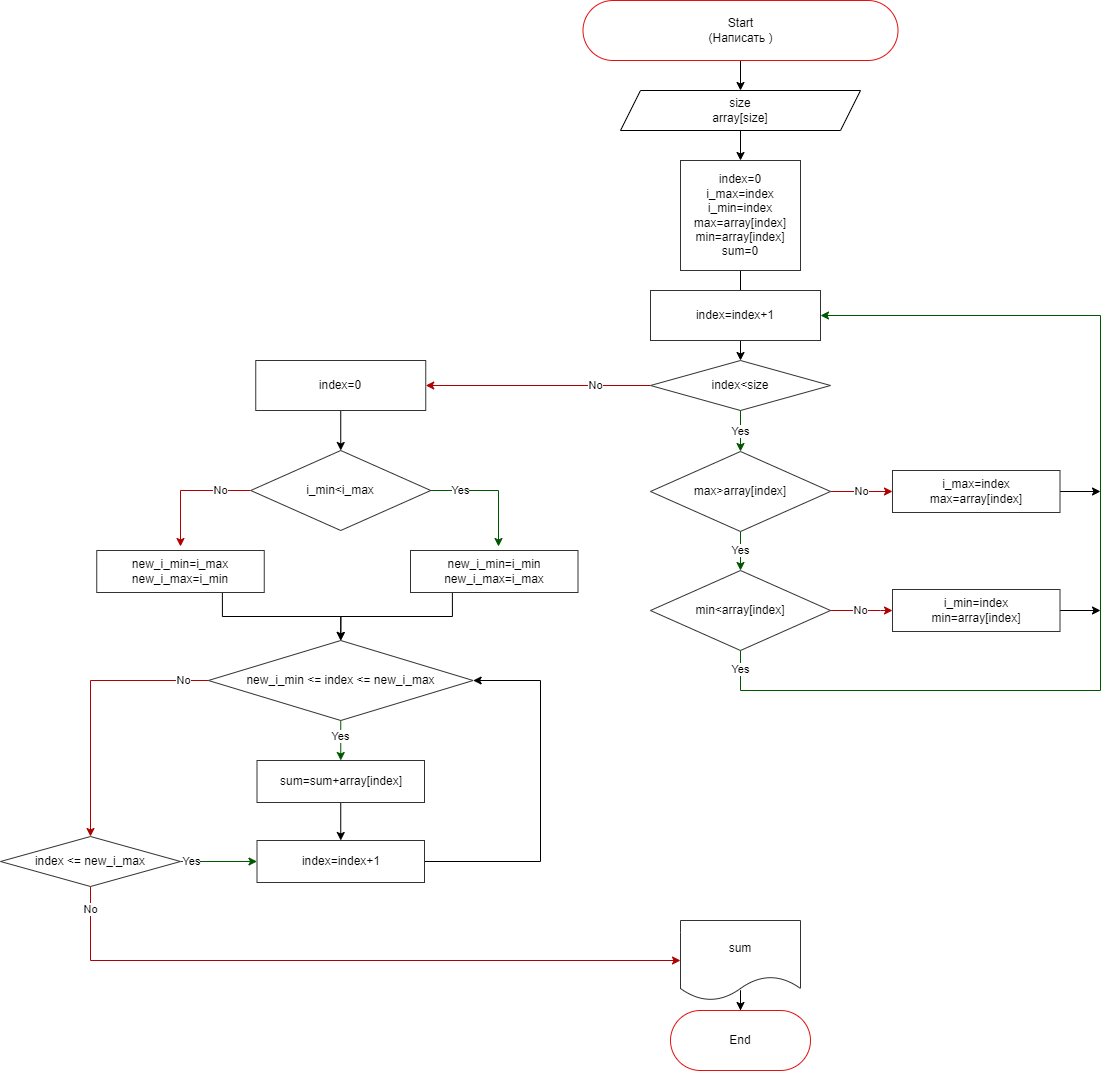 Start
(Написать )
size
array[size]
index=0
i_max=index
i_min=index
max=array[index]
min=array[index]
sum=0
index=index+1
index<size
No
index=0
Yes
max>array[index]
No
i_max=index
max=array[index]
Yes
min<array[index]
No
i_min=index
min=array[index]
Yes
i_min<i_max
No
Yes
new_i_min=i_max
new_i_max=i_min
new_i_min=i_min
new_i_max=i_max
new_i_min <= index <= new_i_max
No
Yes
sum=sum+array[index]
index=index+1
index <= new_i_max
Yes
No
sum
End